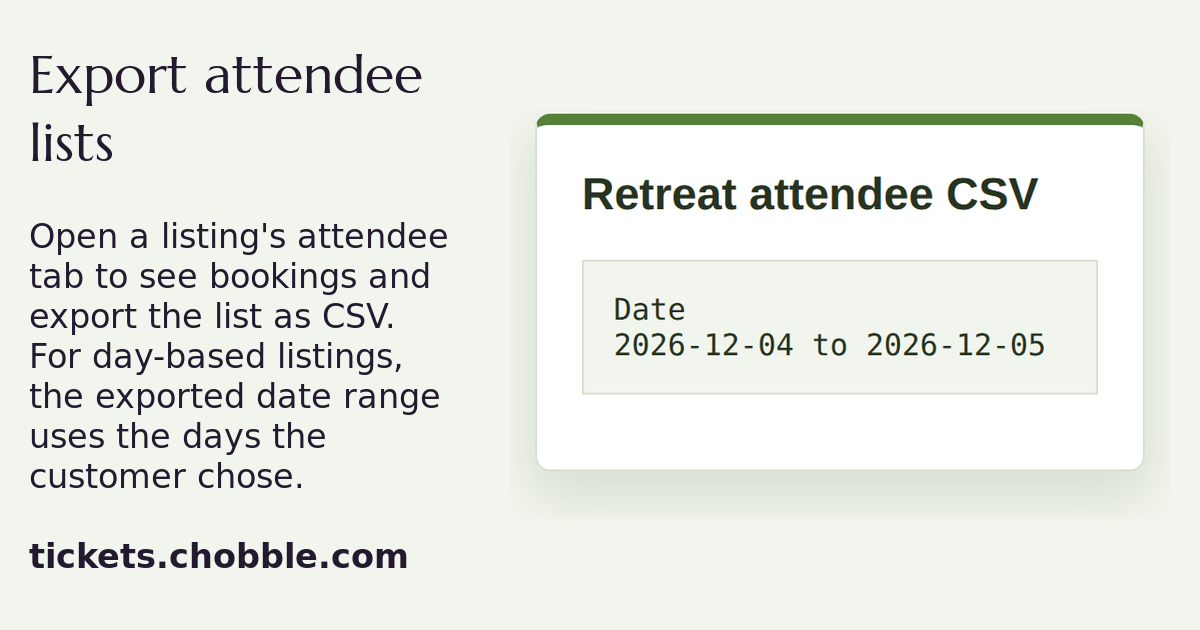 Export attendee
lists
Open a listing's attendee
tab to see bookings and
export the list as CSV.
For day-based listings,
the exported date range
uses the days the
customer chose.
tickets.chobble.com
Retreat attendee CSV
Date
2026-12-04 to 2026-12-05